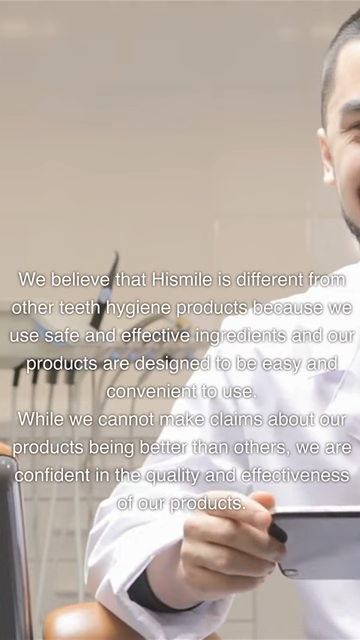 We believe that Hismile is different from
other teeth hygiene products because we
use safe and effective ingredients and our
products are designed to be easy and
convenient to use.
While we cannot make claims about our
products being better than others, we are
confident in the quality and effectiveness
of our products.